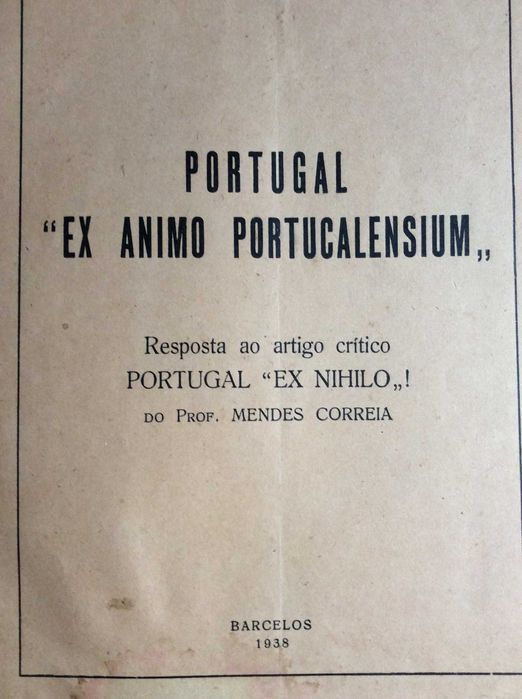 PORTUGAL
“EX ANIMO PORTUCALENSIUM„
Resposta ao artigo crítico
PORTUGAL “EX NIHILO„!
DO PROF. MENDES CORREIA
BARCELOS
1938